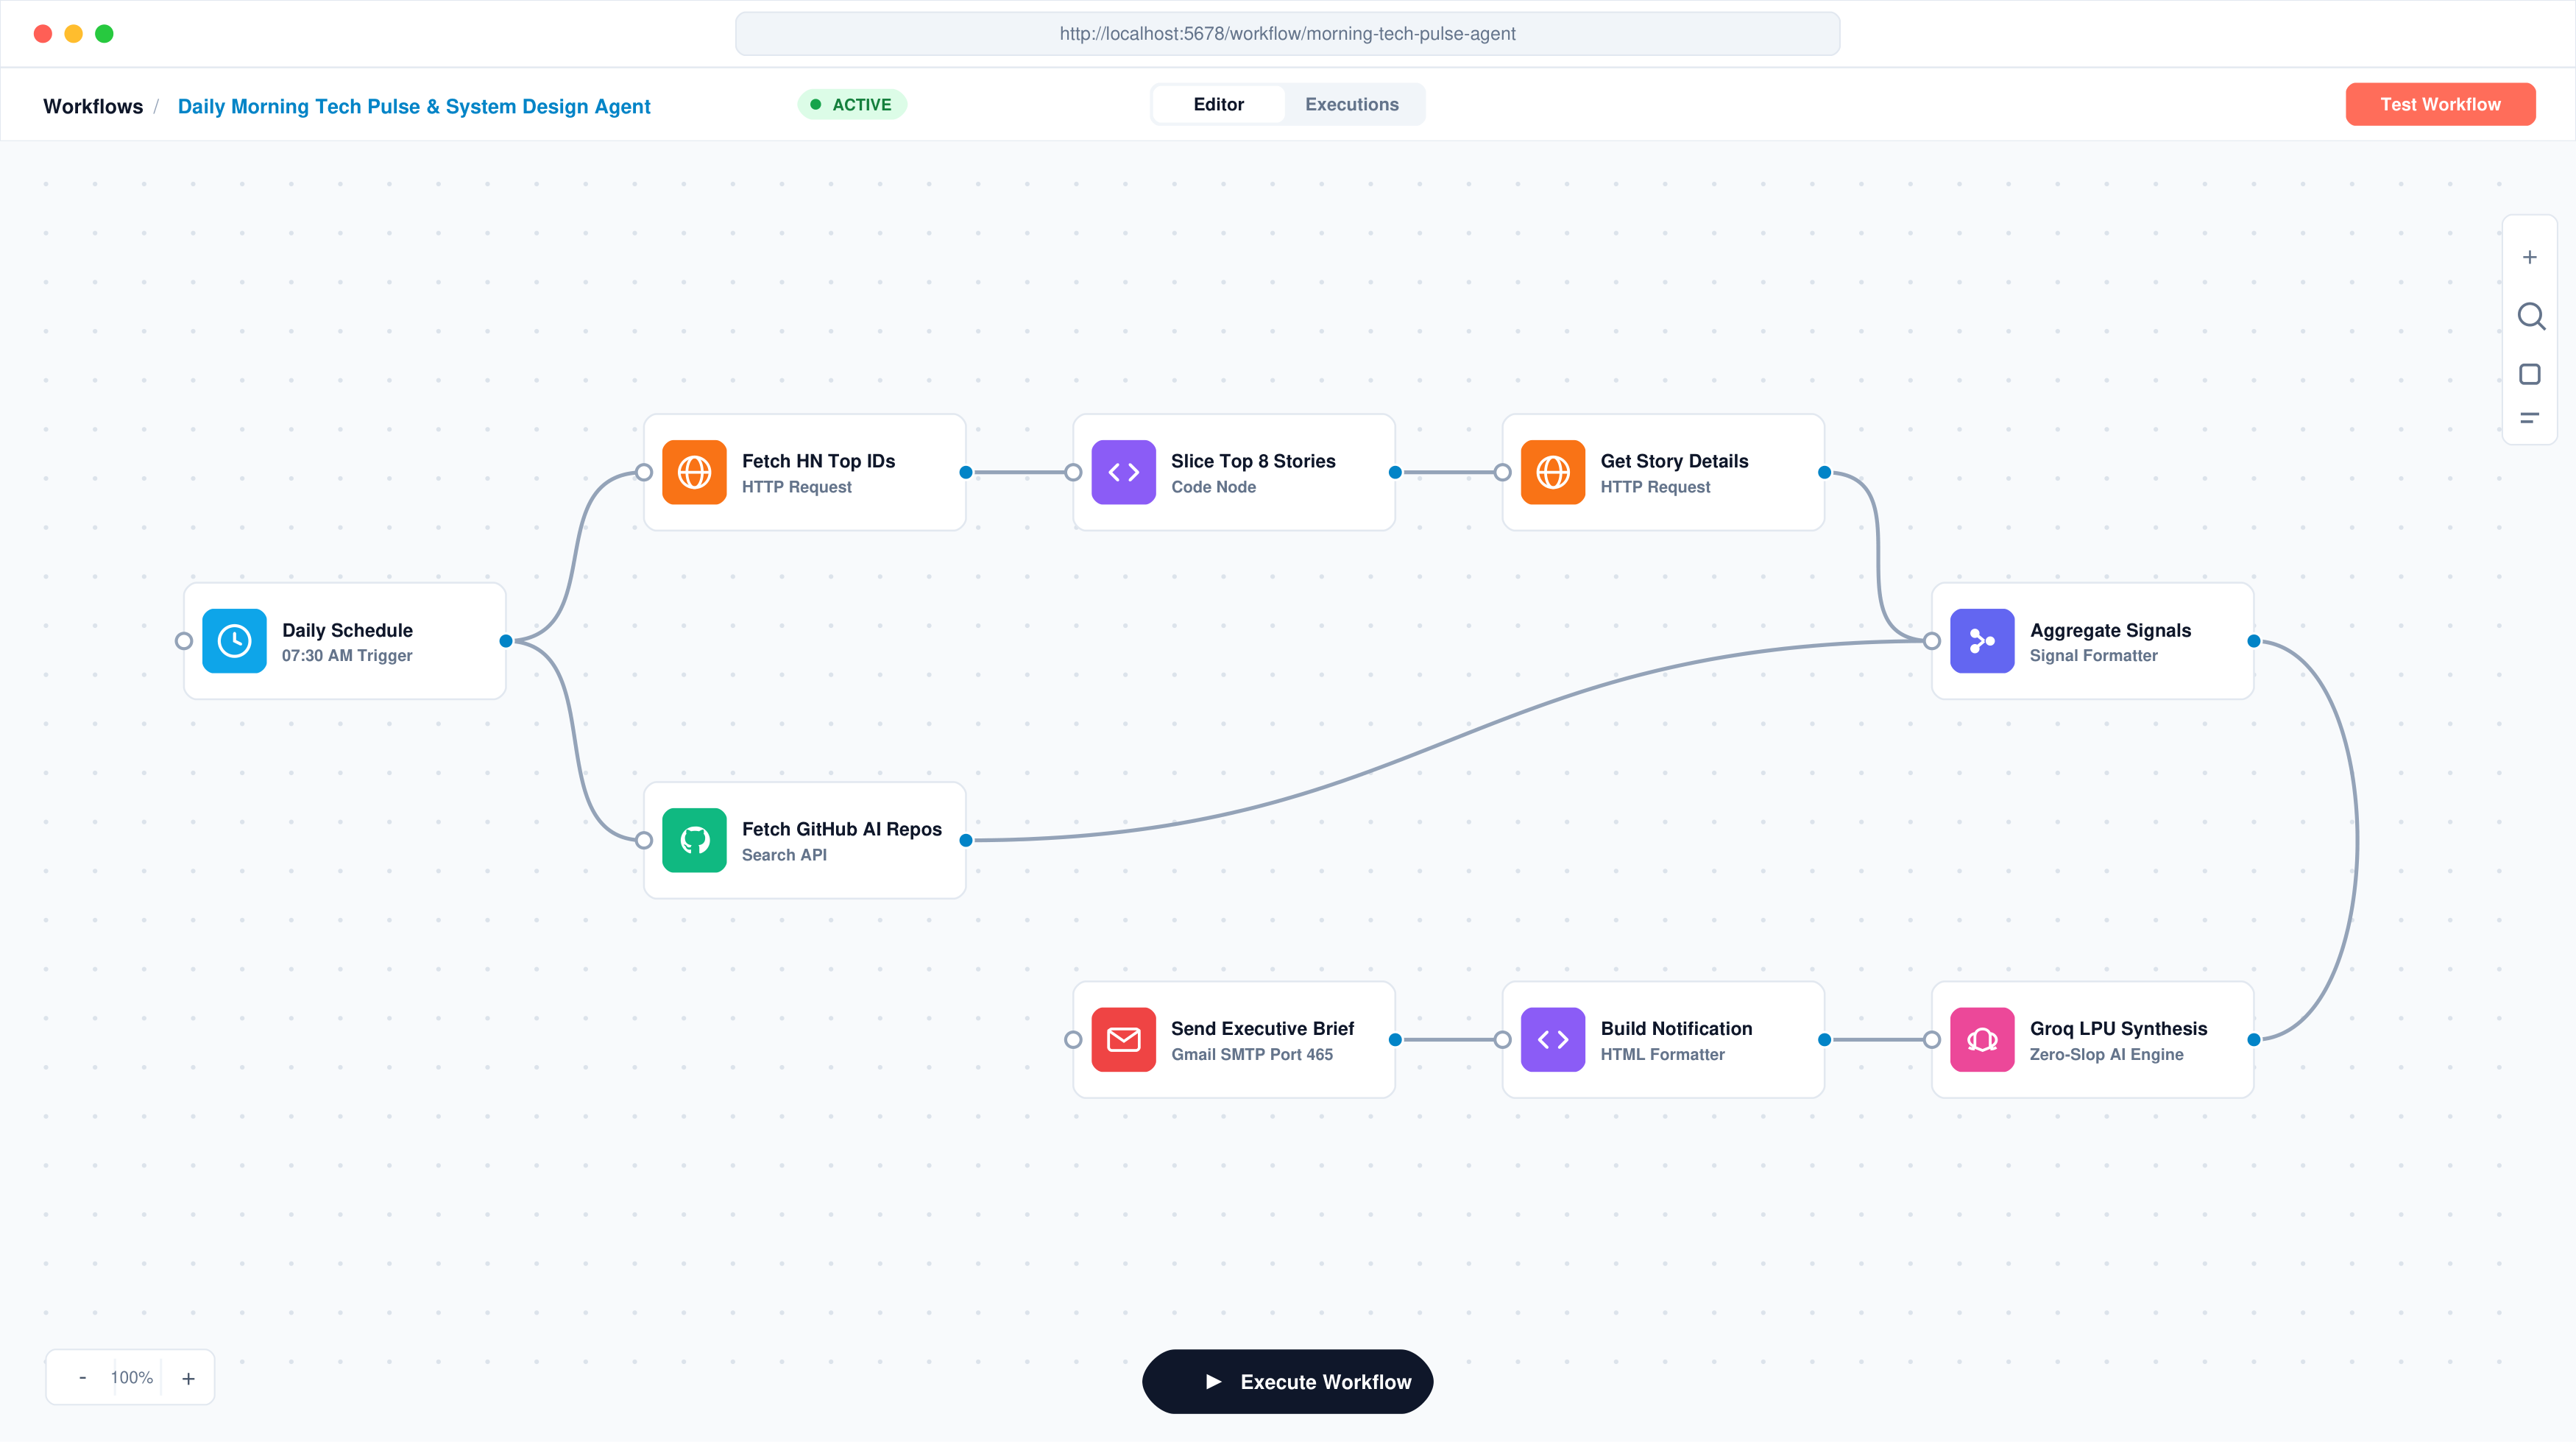 http://localhost:5678/workflow/morning-tech-pulse-agent
Workflows / Daily Morning Tech Pulse & System Design Agent
ACTIVE
Editor
Executions
Test Workflow
+
Fetch HN Top IDs
HTTP Request
Slice Top 8 Stories
Code Node
Get Story Details
HTTP Request
Daily Schedule
07:30 AM Trigger
Aggregate Signals
Signal Formatter
Fetch GitHub AI Repos
Search API
Send Executive Brief
Gmail SMTP Port 465
Build Notification
HTML Formatter
Groq LPU Synthesis
Zero-Slop AI Engine
- 100% +
Execute Workflow